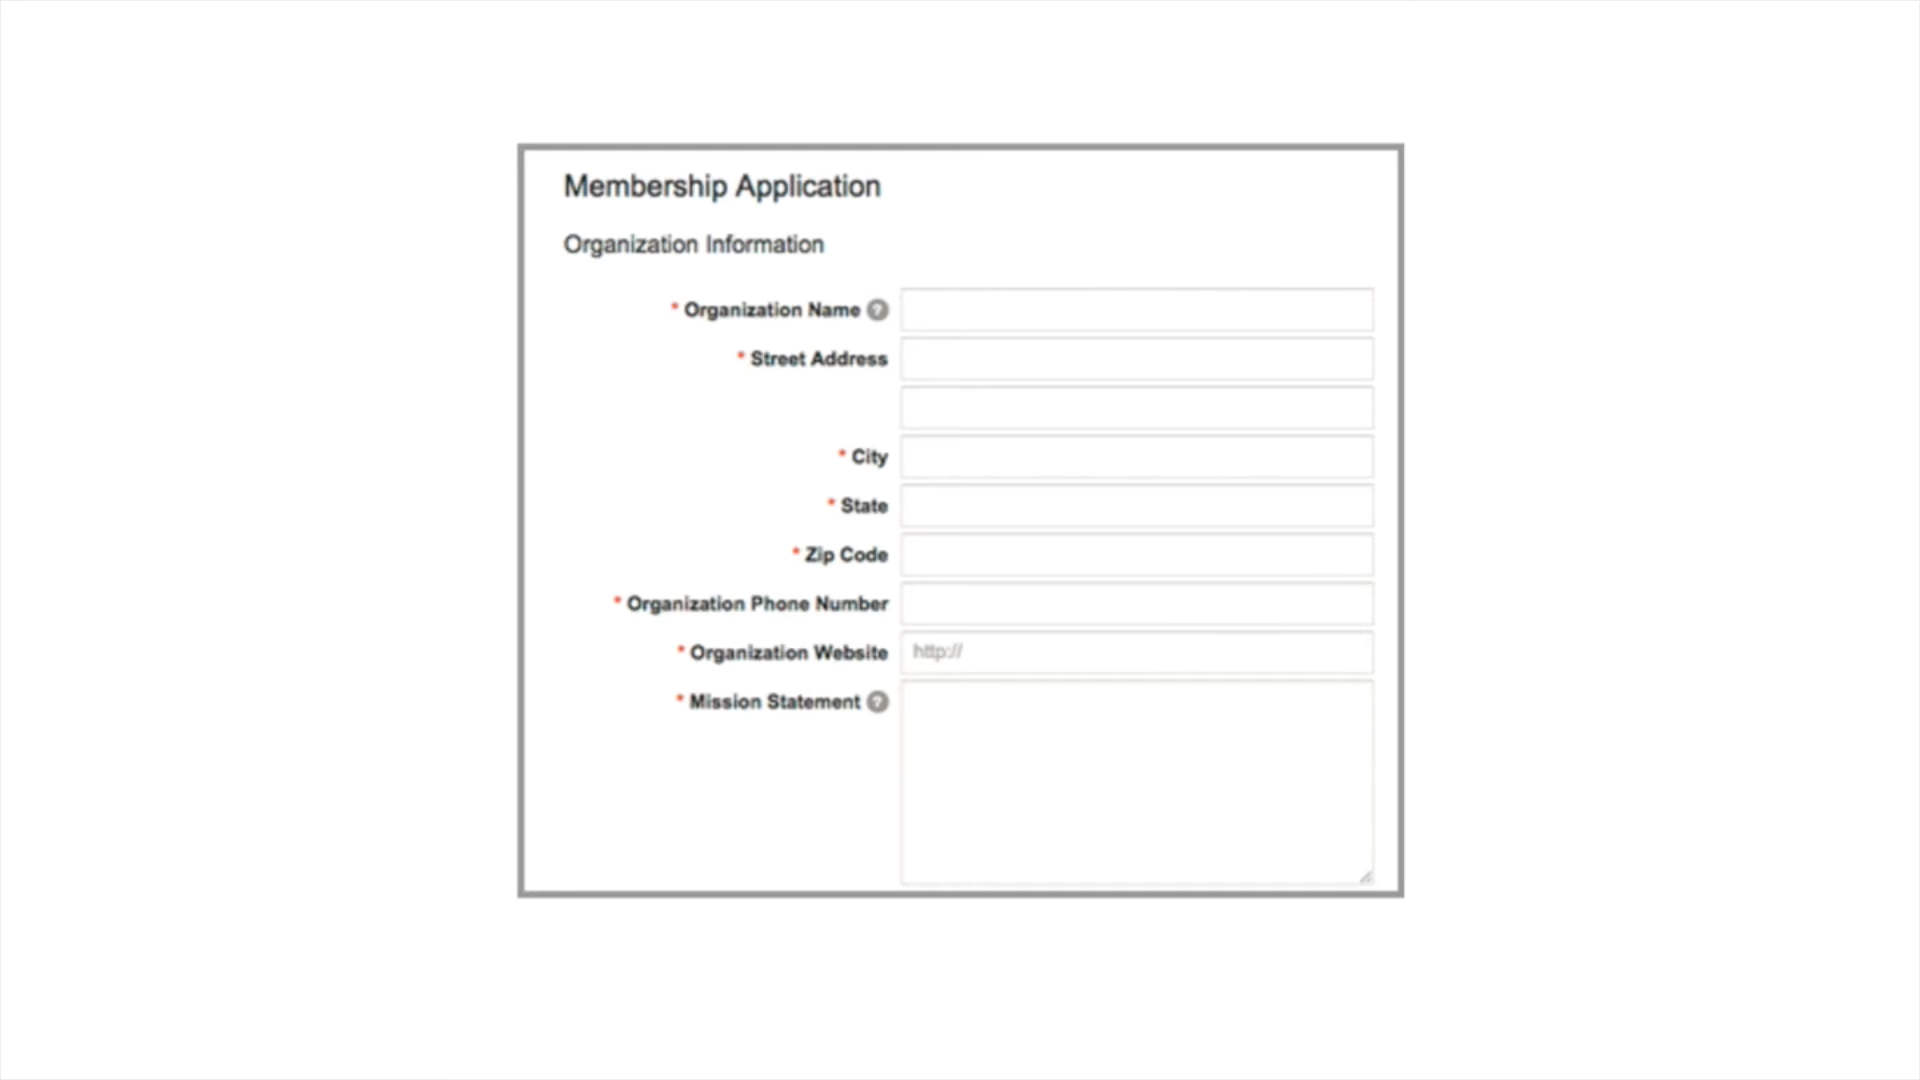 Membership Application
Organization Information
* Organization Name ?
* Street Address
* City
* State
* Zip Code
* Organization Phone Number
* Organization Website http://
* Mission Statement ?